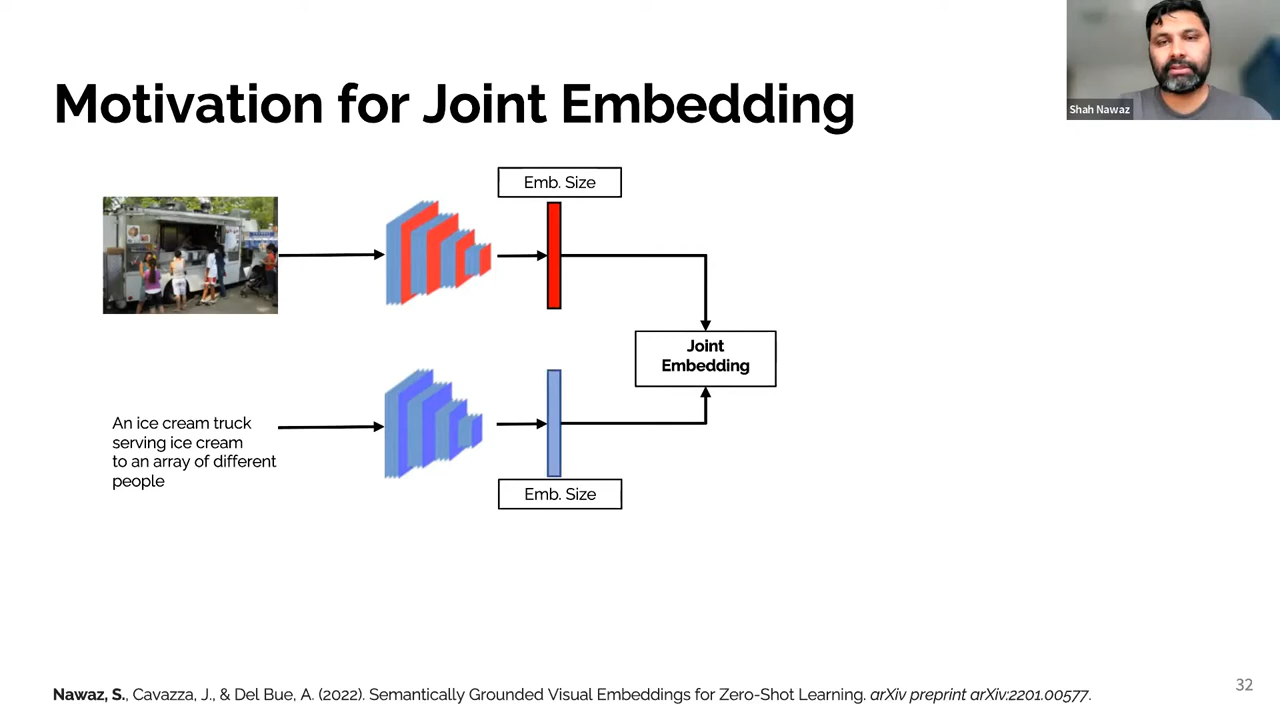 Shah Nawaz
Motivation for Joint Embedding
Emb. Size
Joint
Embedding
An ice cream truck
serving ice cream
to an array of different
people
Emb. Size
Nawaz, S., Cavazza, J., & Del Bue, A. (2022). Semantically Grounded Visual Embeddings for Zero-Shot Learning. arXiv preprint arXiv:2201.00577.
32